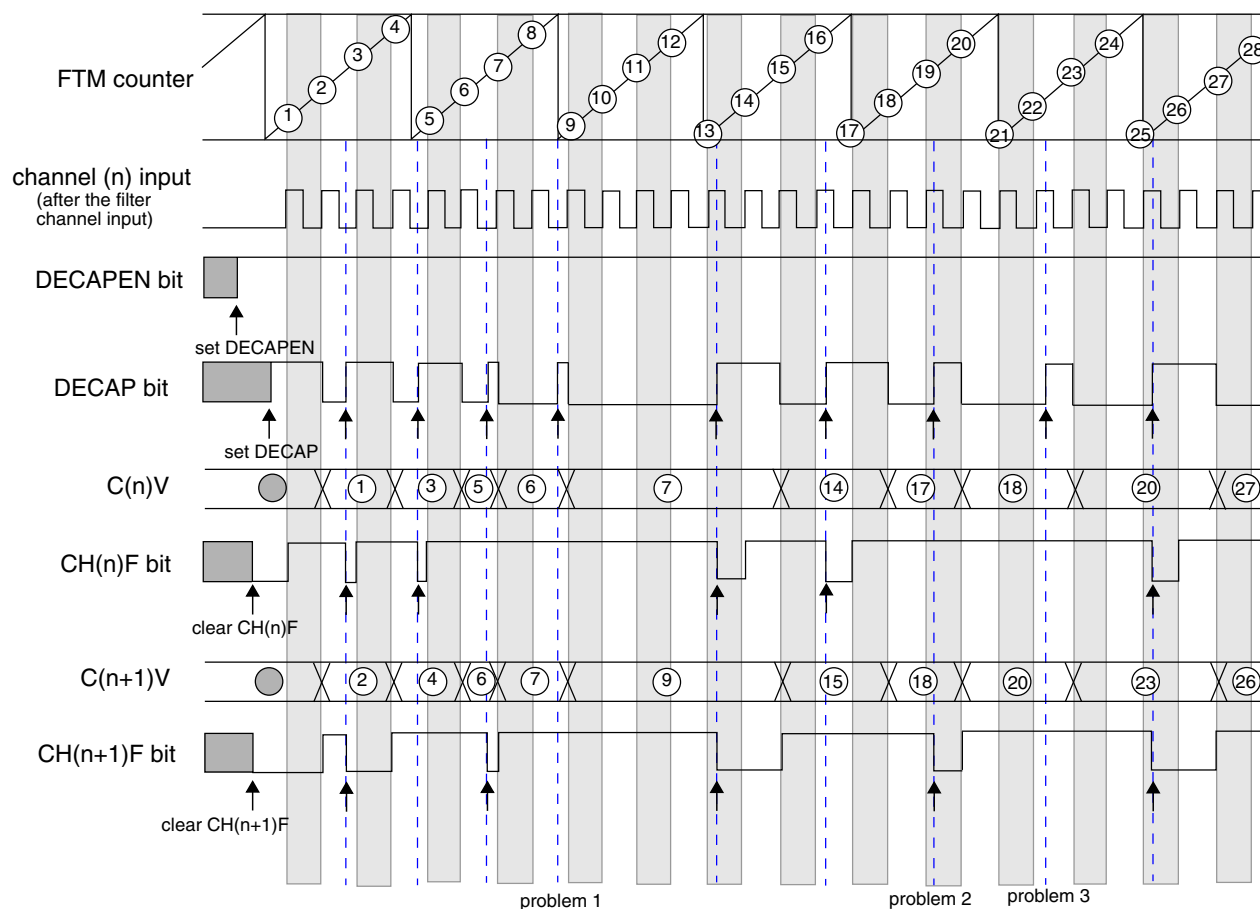 FTM counter
1 2 3 4 5 6 7 8 9 10 11 12 13 14 15 16 17 18 19 20 21 22 23 24 25 26 27 28
channel (n) input
(after the filter
channel input)
DECAPEN bit
set DECAPEN
DECAP bit
set DECAP
C(n)V
1 3 5 6 7 14 17 18 20 27
CH(n)F bit
clear CH(n)F
C(n+1)V
2 4 6 7 9 15 18 20 23 26
CH(n+1)F bit
clear CH(n+1)F
problem 1 problem 2 problem 3